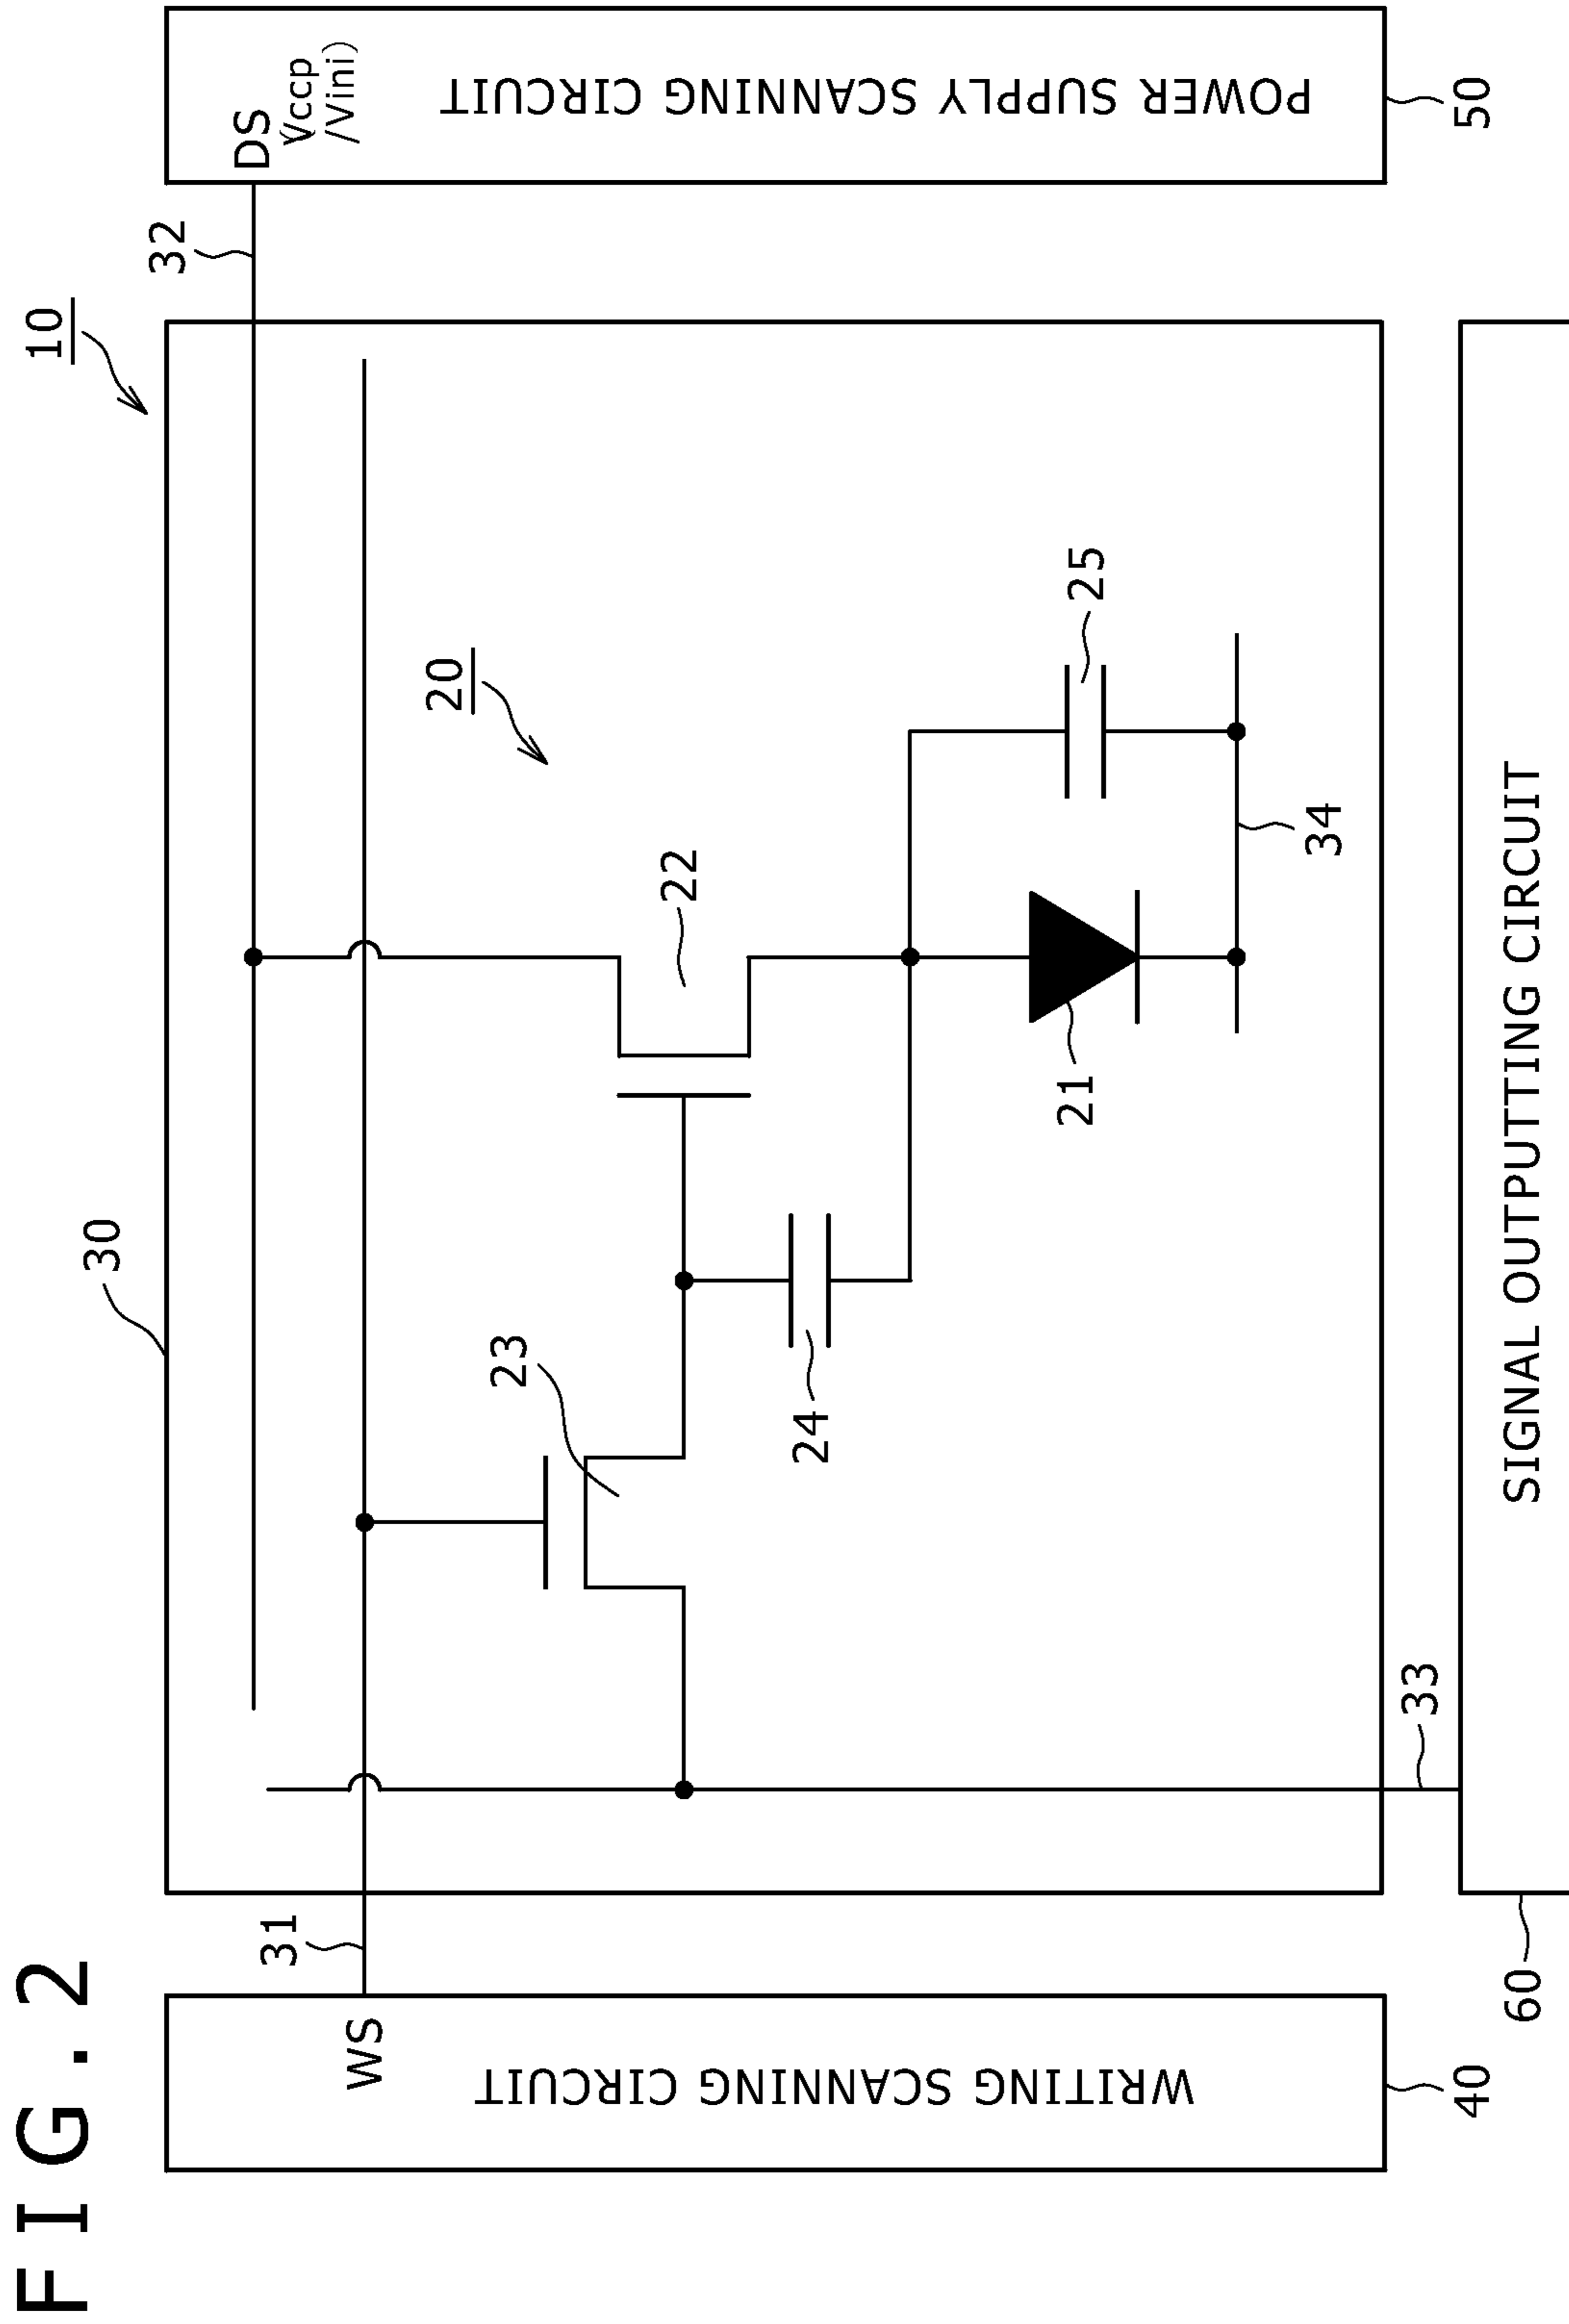 FIG.2
10
30
32
DS
(Vccp
/Vini)
31
WS
20
23
22
24
25
21
34
WRITING SCANNING CIRCUIT
POWER SUPPLY SCANNING CIRCUIT
40
33
50
60
SIGNAL OUTPUTTING CIRCUIT